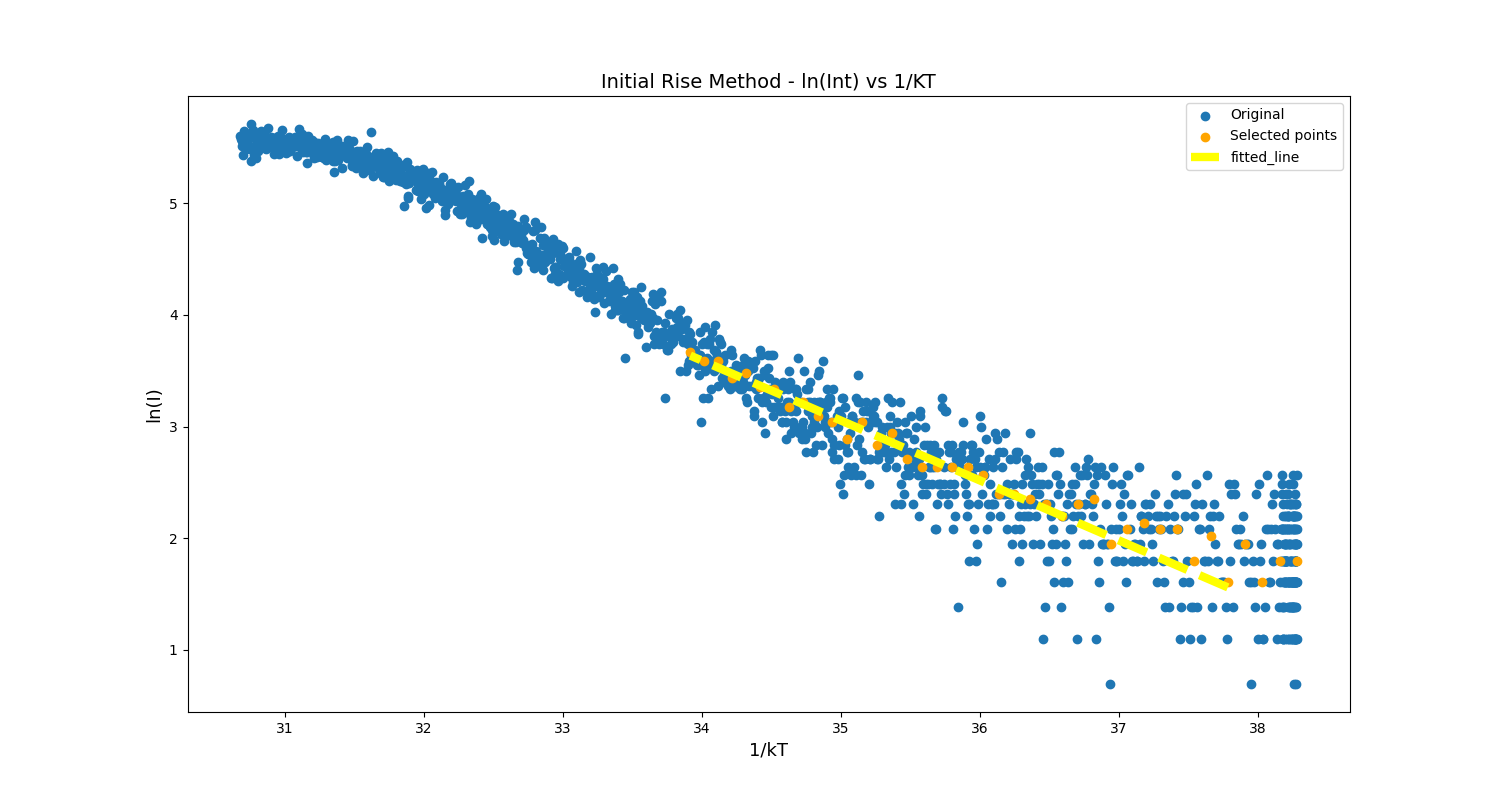 Initial Rise Method - ln(Int) vs 1/KT
Original
Selected points
fitted_line
ln(I)
5
4
3
2
1
31 32 33 34 35 36 37 38
1/kT